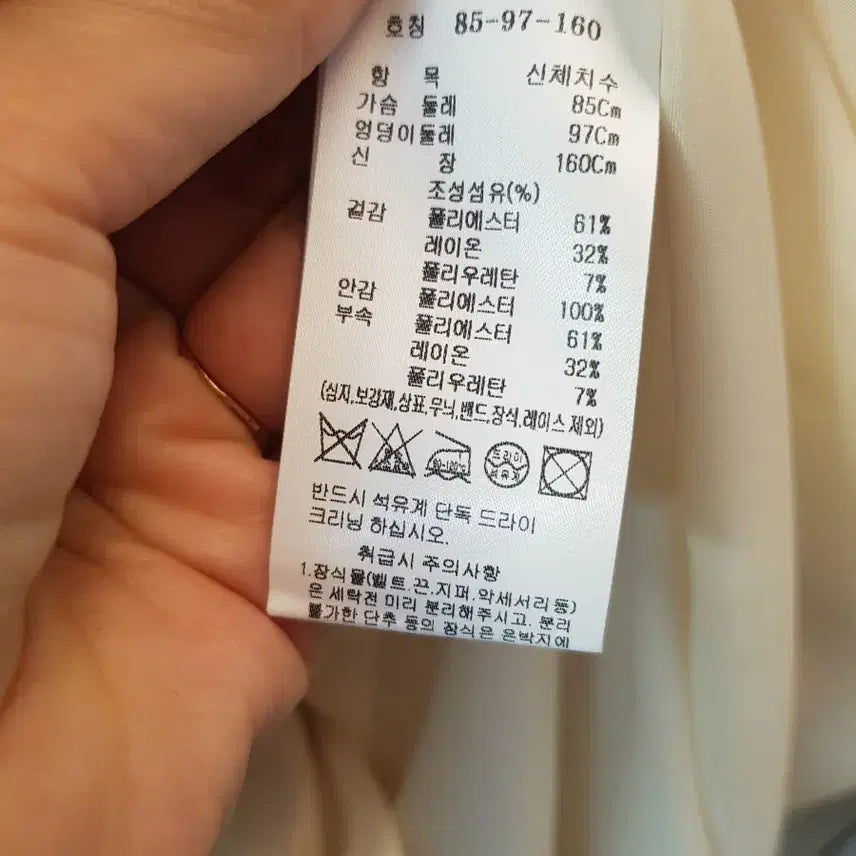 호칭 85-97-160
항 목 신체치수
가슴 둘레 85Cm
엉덩이둘레 97Cm
신 장 160Cm
조성섬유(%)
겉감 폴리에스터 61%
레이온 32%
폴리우레탄 7%
안감 폴리에스터 100%
부속 폴리에스터 61%
레이온 32%
폴리우레탄 7%
(심지,보강재,상표,무늬,밴드,장식,레이스 제외)
80~120℃ 드라이 석유계
반드시 석유계 단독 드라이
크리닝 하십시오.
취급시 주의사항
1.장식물(벨트.끈.지퍼.악세서리 등)
은 세탁전 미리 분리해주시고. 분리
불가한 단추 등의 장식은 은박지에